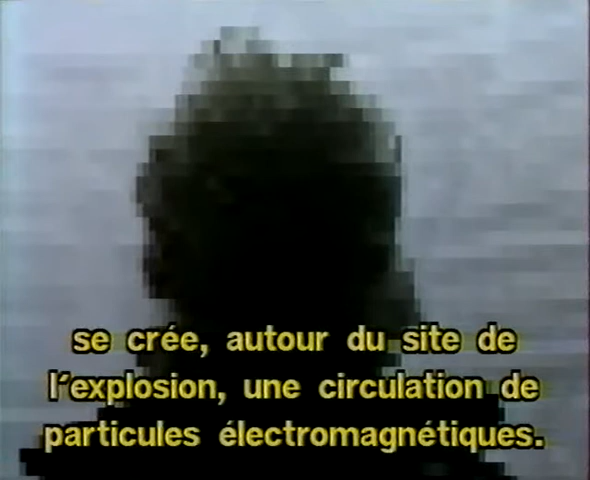 se crée, autour du site de
l'explosion, une circulation de
particules électromagnétiques.